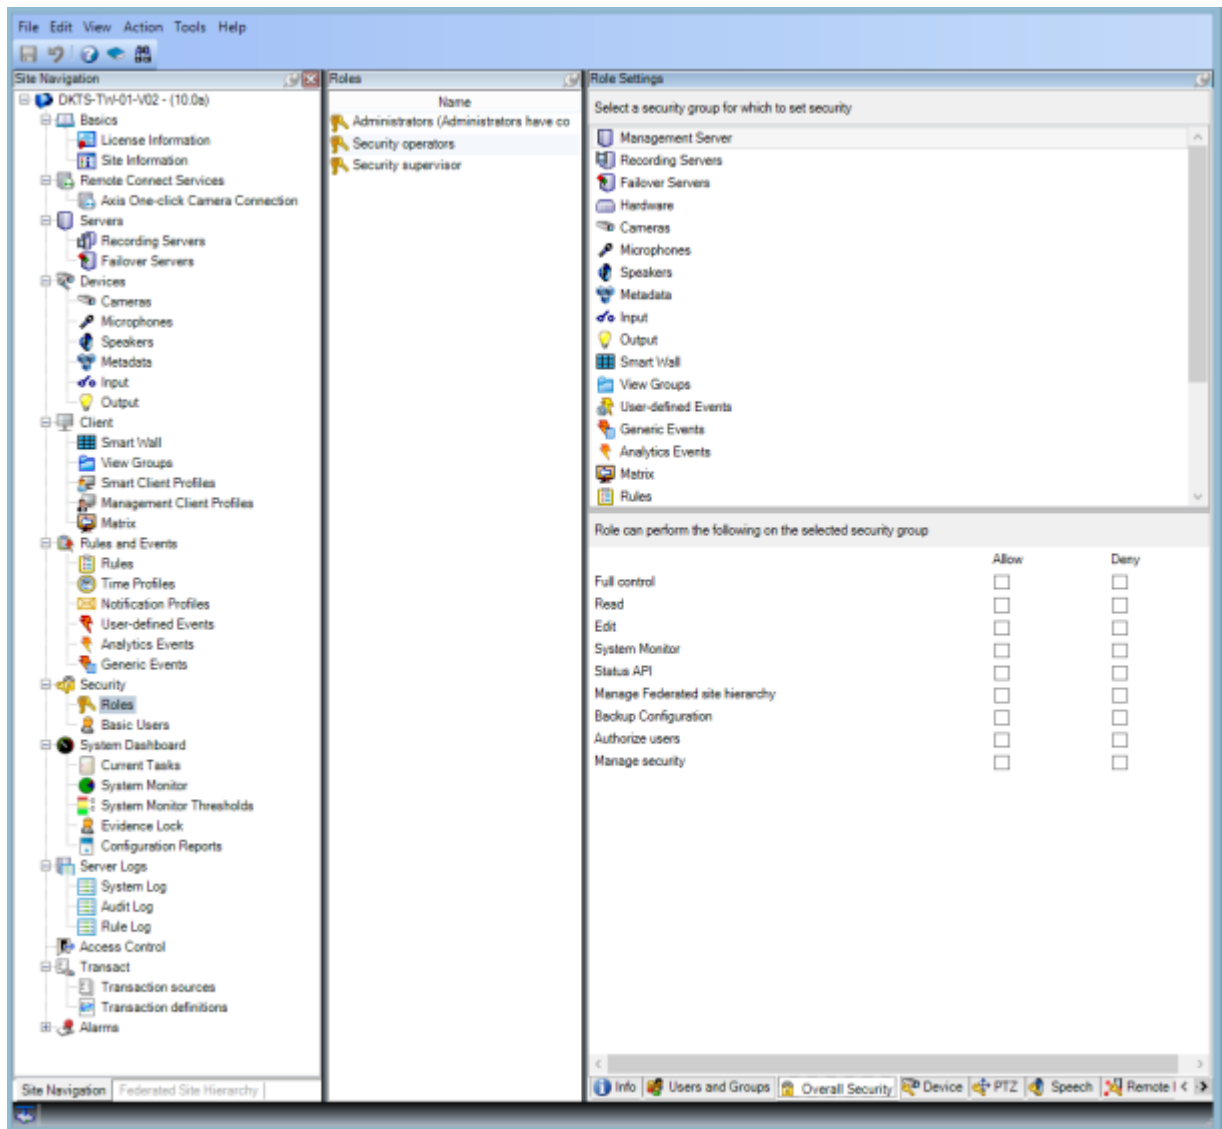 File Edit View Action Tools Help
Site Navigation
DKTS-TW-01-V02 - (10.0a)
Basics
License Information
Site Information
Remote Connect Services
Axis One-click Camera Connection
Servers
Recording Servers
Failover Servers
Devices
Cameras
Microphones
Speakers
Metadata
Input
Output
Client
Smart Wall
View Groups
Smart Client Profiles
Management Client Profiles
Matrix
Rules and Events
Rules
Time Profiles
Notification Profiles
User-defined Events
Analytics Events
Generic Events
Security
Roles
Basic Users
System Dashboard
Current Tasks
System Monitor
System Monitor Thresholds
Evidence Lock
Configuration Reports
Server Logs
System Log
Audit Log
Rule Log
Access Control
Transact
Transaction sources
Transaction definitions
Alarms
Site Navigation Federated Site Hierarchy
Roles
Name
Administrators (Administrators have co
Security operators
Security supervisor
Role Settings
Select a security group for which to set security
Management Server
Recording Servers
Failover Servers
Hardware
Cameras
Microphones
Speakers
Metadata
Input
Output
Smart Wall
View Groups
User-defined Events
Generic Events
Analytics Events
Matrix
Rules
Role can perform the following on the selected security group
Allow Deny
Full control
Read
Edit
System Monitor
Status API
Manage Federated site hierarchy
Backup Configuration
Authorize users
Manage security
Info Users and Groups Overall Security Device PTZ Speech Remote